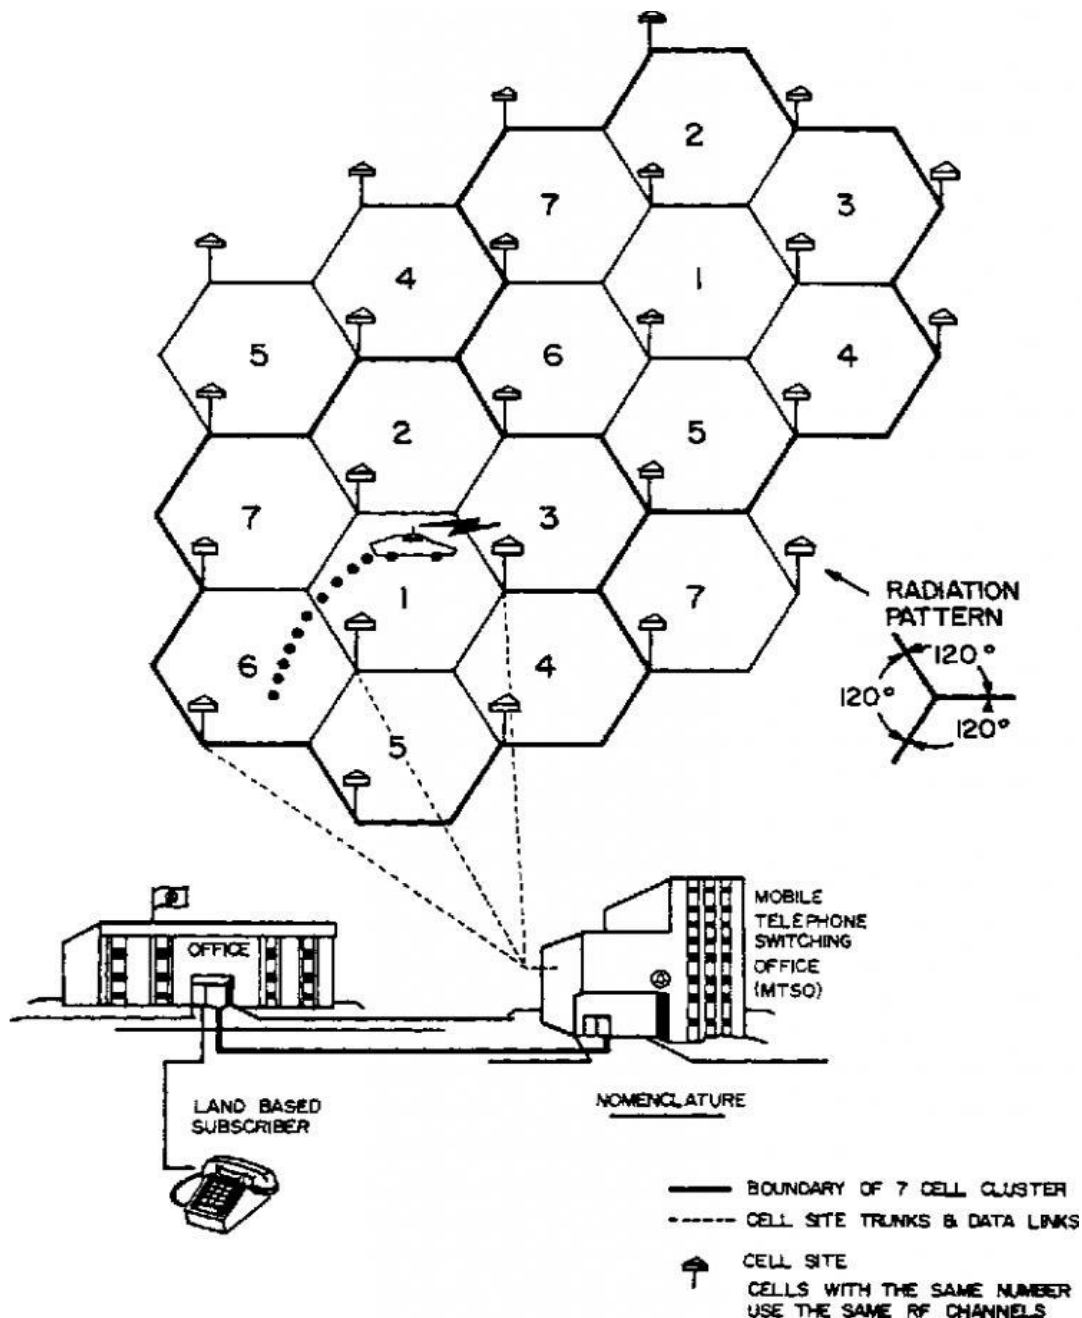 2
7
3
4
1
5
6
4
2
5
7
3
1
7
6
4
5
RADIATION
PATTERN
120°
120°
120°
OFFICE
MOBILE
TELEPHONE
SWITCHING
OFFICE
(MTSO)
LAND BASED
SUBSCRIBER
NOMENCLATURE
BOUNDARY OF 7 CELL CLUSTER
CELL SITE TRUNKS & DATA LINKS
CELL SITE
CELLS WITH THE SAME NUMBER
USE THE SAME RF CHANNELS